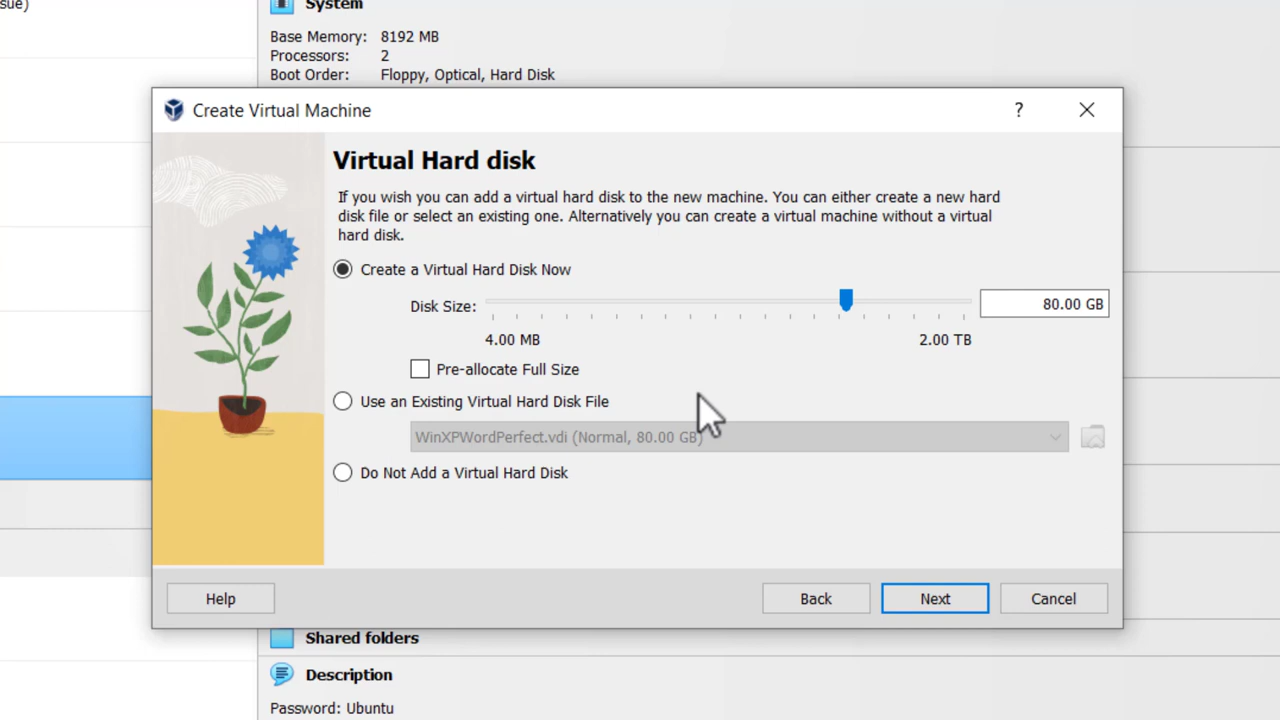 sue)
System
Base Memory: 8192 MB
Processors: 2
Boot Order: Floppy, Optical, Hard Disk
Create Virtual Machine
?
Virtual Hard disk
If you wish you can add a virtual hard disk to the new machine. You can either create a new hard
disk file or select an existing one. Alternatively you can create a virtual machine without a virtual
hard disk.
Create a Virtual Hard Disk Now
Disk Size:
80.00 GB
4.00 MB 2.00 TB
Pre-allocate Full Size
Use an Existing Virtual Hard Disk File
WinXPWordPerfect.vdi (Normal, 80.00 GB)
Do Not Add a Virtual Hard Disk
Help Back Next Cancel
Shared folders
Description
Password: Ubuntu